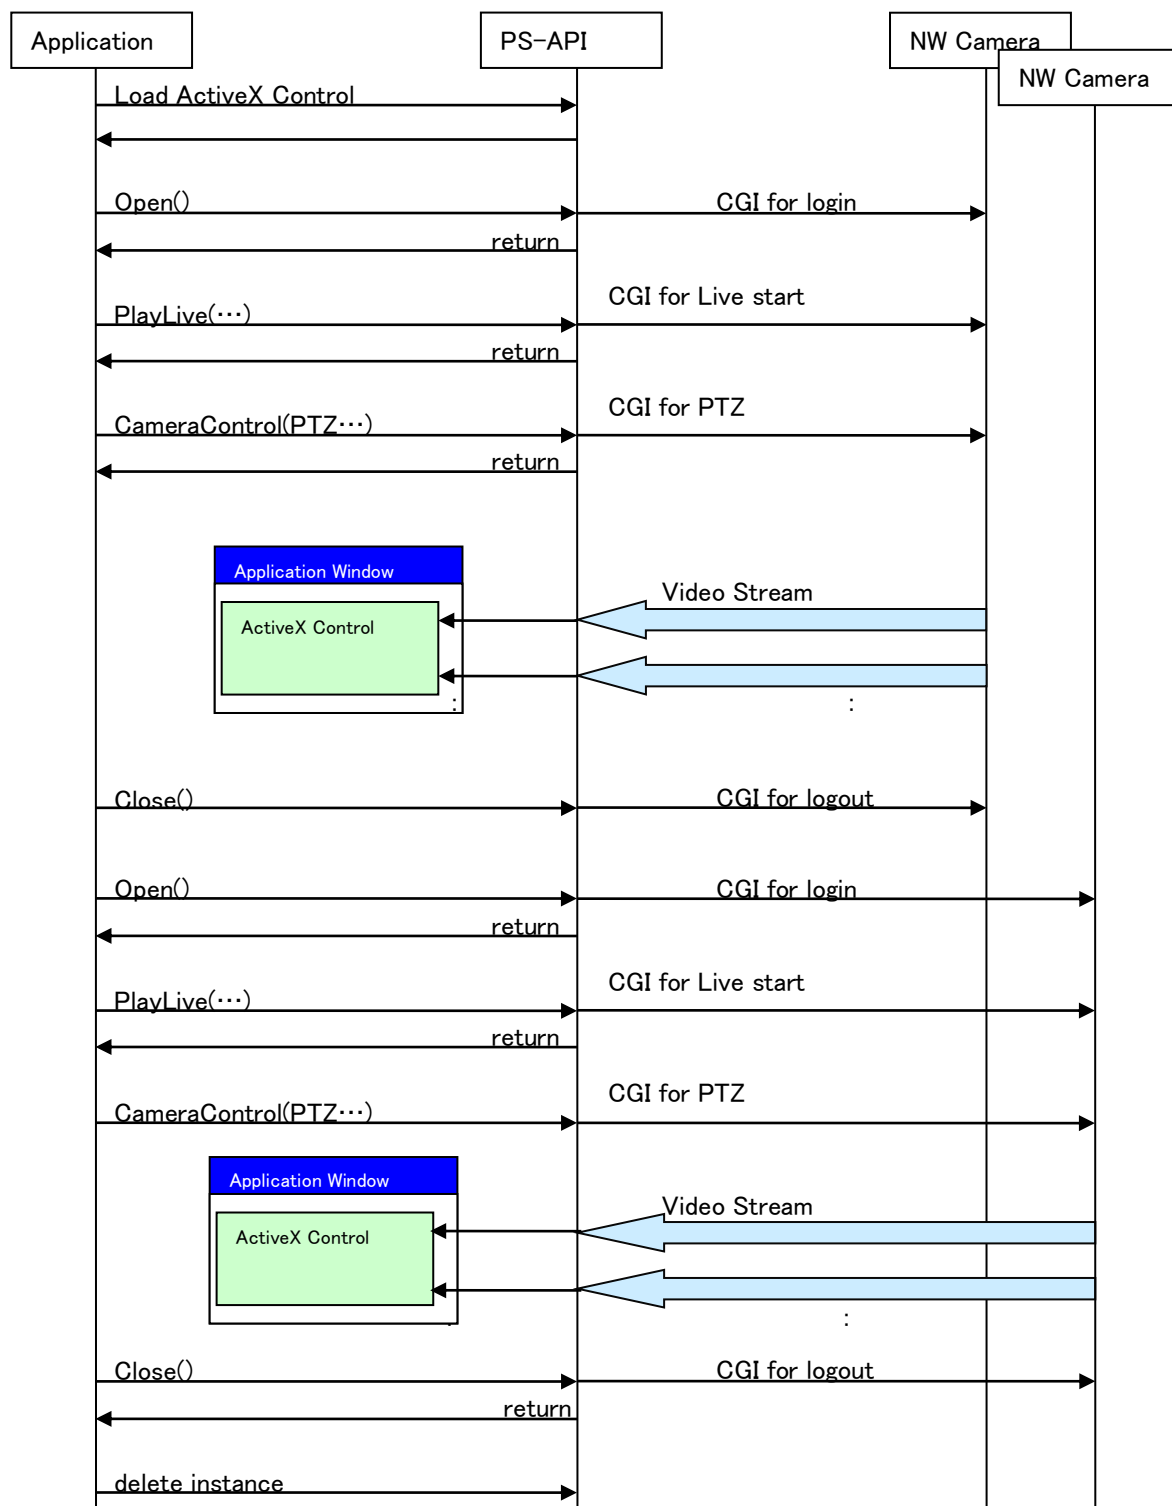 Application
PS-API
NW Camera
NW Camera
Load ActiveX Control
Open()
CGI for login
return
CGI for Live start
PlayLive(…)
return
CGI for PTZ
CameraControl(PTZ…)
return
Application Window
Video Stream
ActiveX Control
:
:
Close()
CGI for logout
Open()
CGI for login
return
CGI for Live start
PlayLive(…)
return
CGI for PTZ
CameraControl(PTZ…)
Application Window
Video Stream
ActiveX Control
:
:
Close()
CGI for logout
return
delete instance